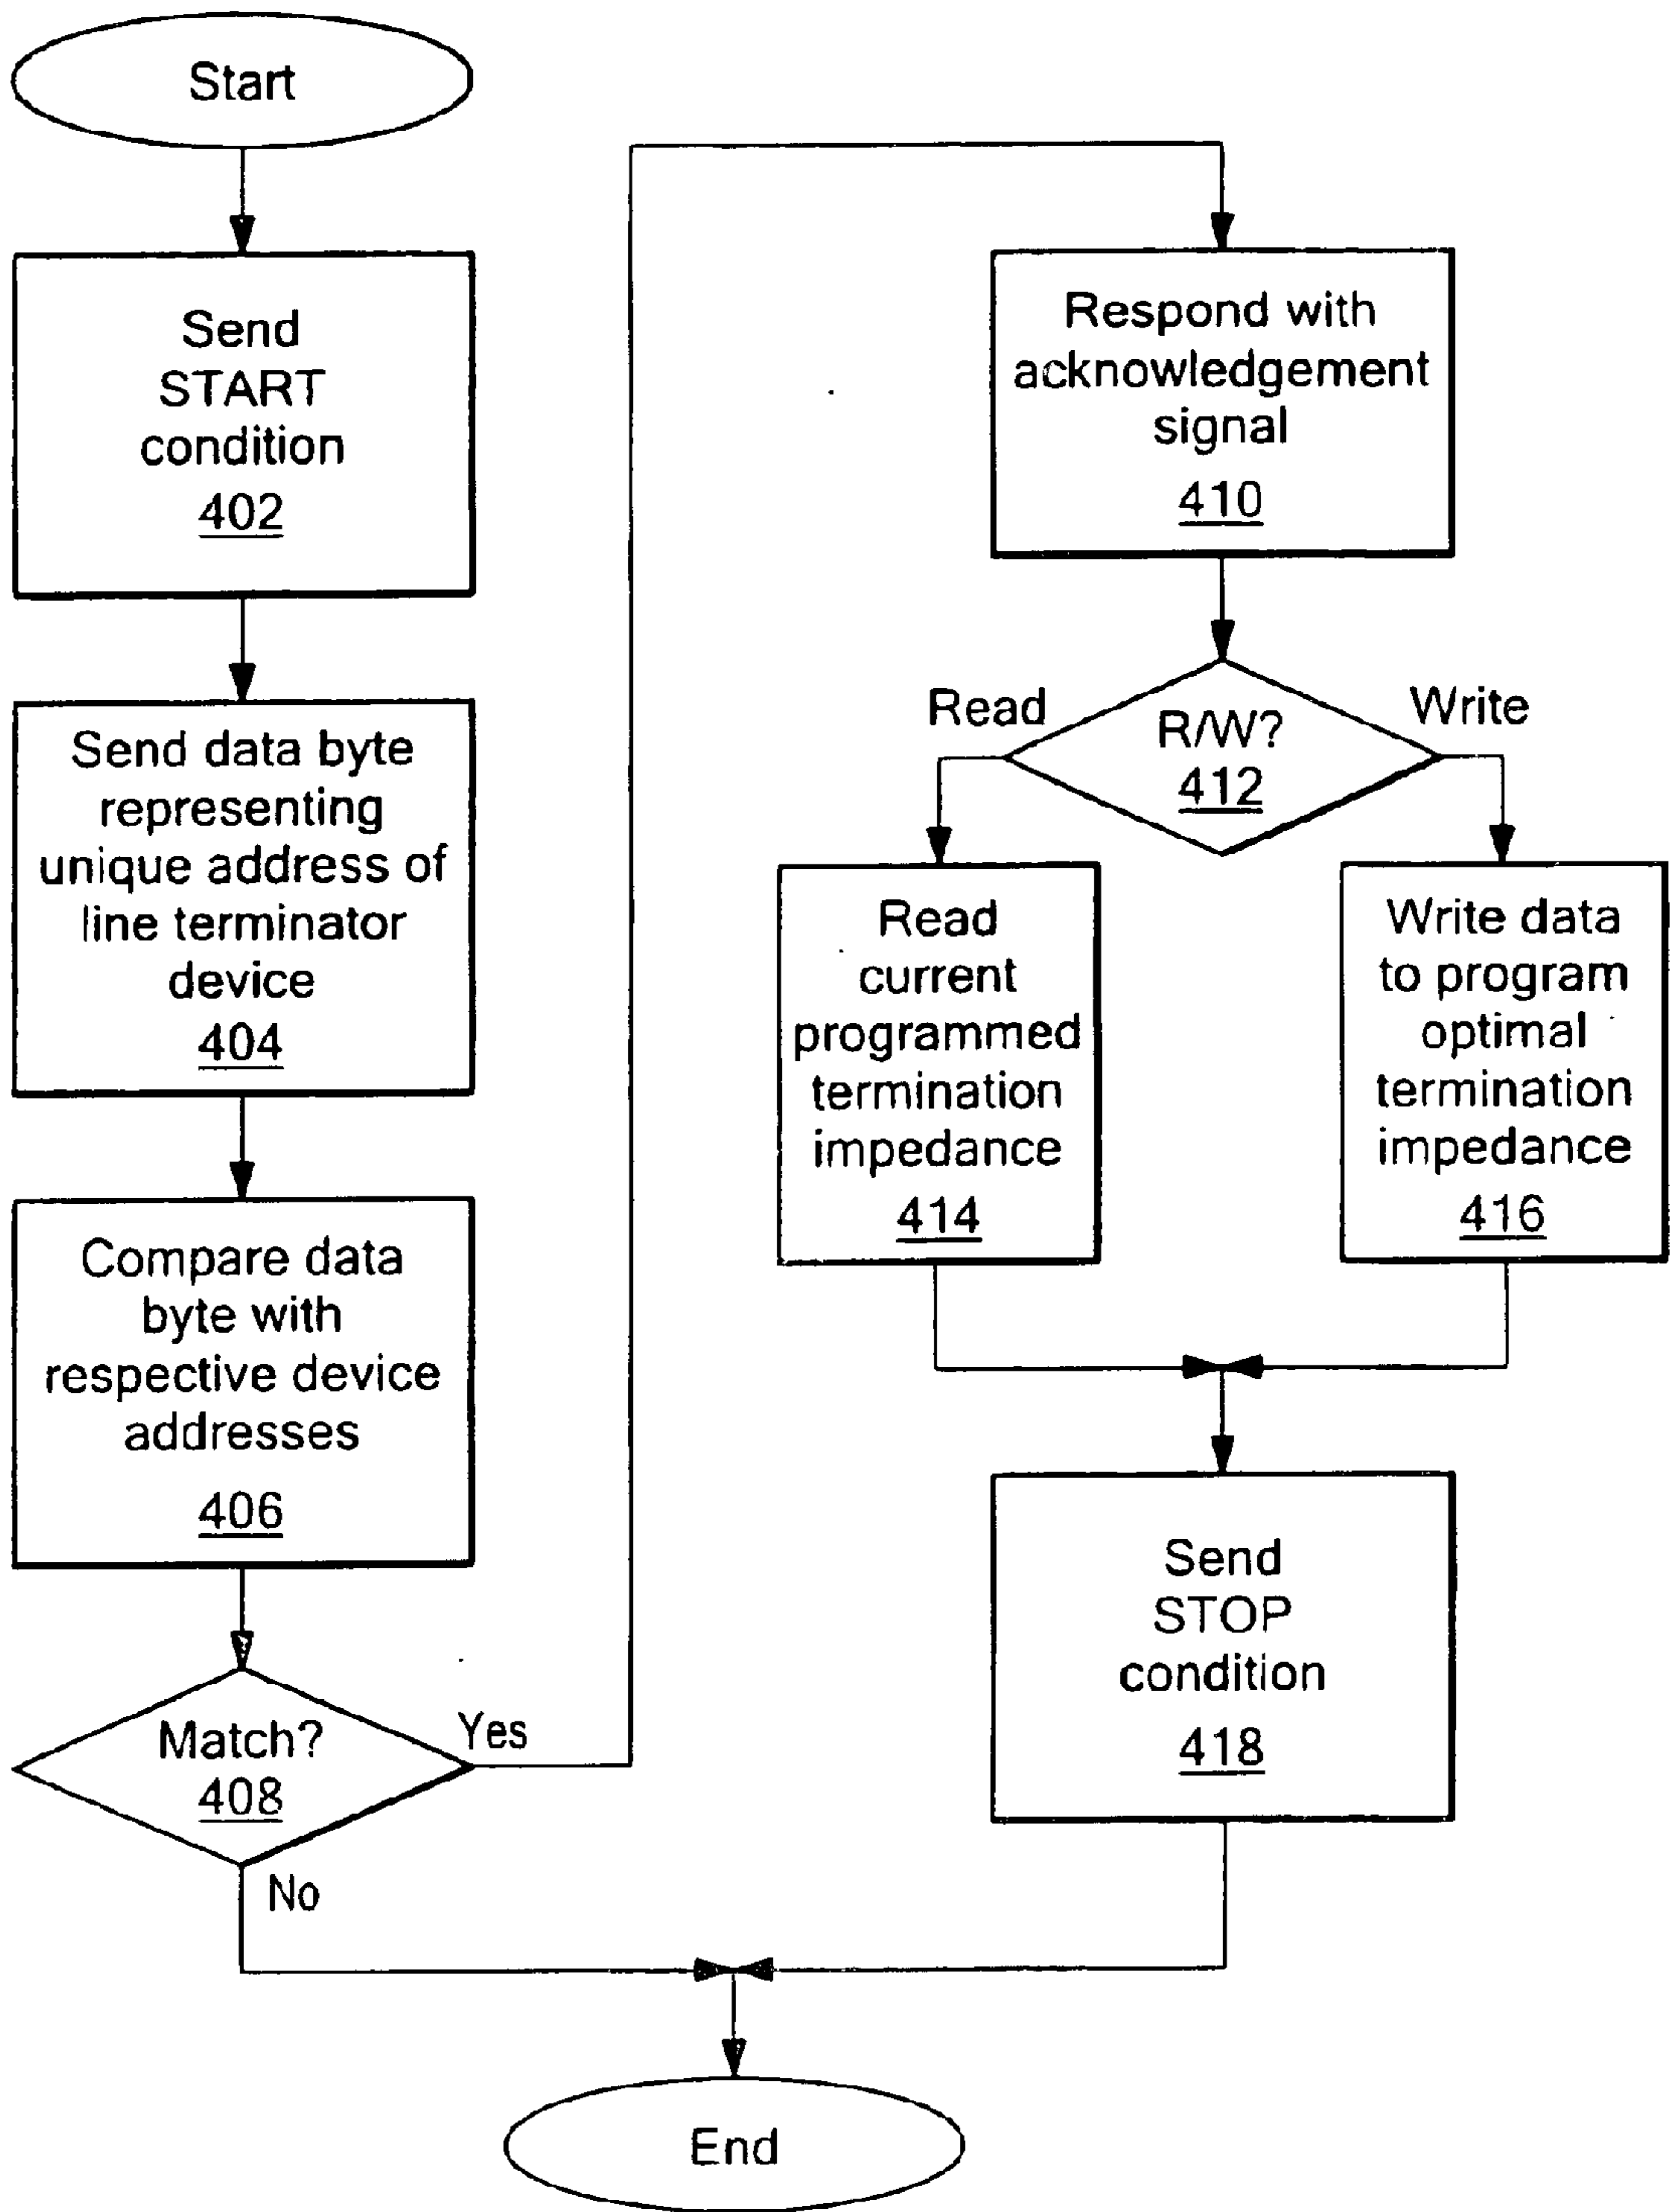 Start
Send
START
condition
402
Send data byte
representing
unique address of
line terminator
device
404
Compare data
byte with
respective device
addresses
406
Match?
408
Yes
No
Respond with
acknowledgement
signal
410
R/W?
412
Read
Write
Read
current
programmed
termination
impedance
414
Write data
to program
optimal
termination
impedance
416
Send
STOP
condition
418
End